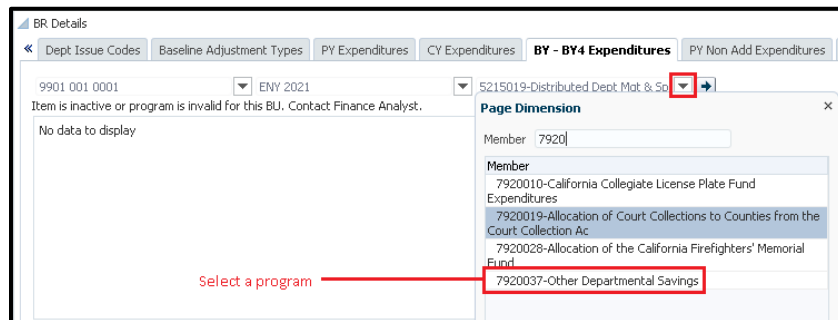 BR Details
« Dept Issue Codes Baseline Adjustment Types PY Expenditures CY Expenditures BY - BY4 Expenditures PY Non Add Expenditures
9901 001 0001 ENY 2021 5215019-Distributed Dept Mgt & Sp
Item is inactive or program is invalid for this BU. Contact Finance Analyst.
Page Dimension ×
No data to display
Member 7920
Member
7920010-California Collegiate License Plate Fund
Expenditures
7920019-Allocation of Court Collections to Counties from the
Court Collection Ac
7920028-Allocation of the California Firefighters' Memorial
Fund
Select a program
7920037-Other Departmental Savings